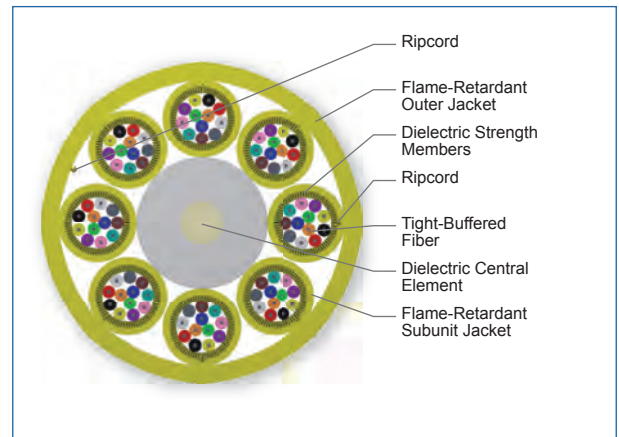 Ripcord
Flame-Retardant
Outer Jacket
Dielectric Strength
Members
Ripcord
Tight-Buffered
Fiber
Dielectric Central
Element
Flame-Retardant
Subunit Jacket